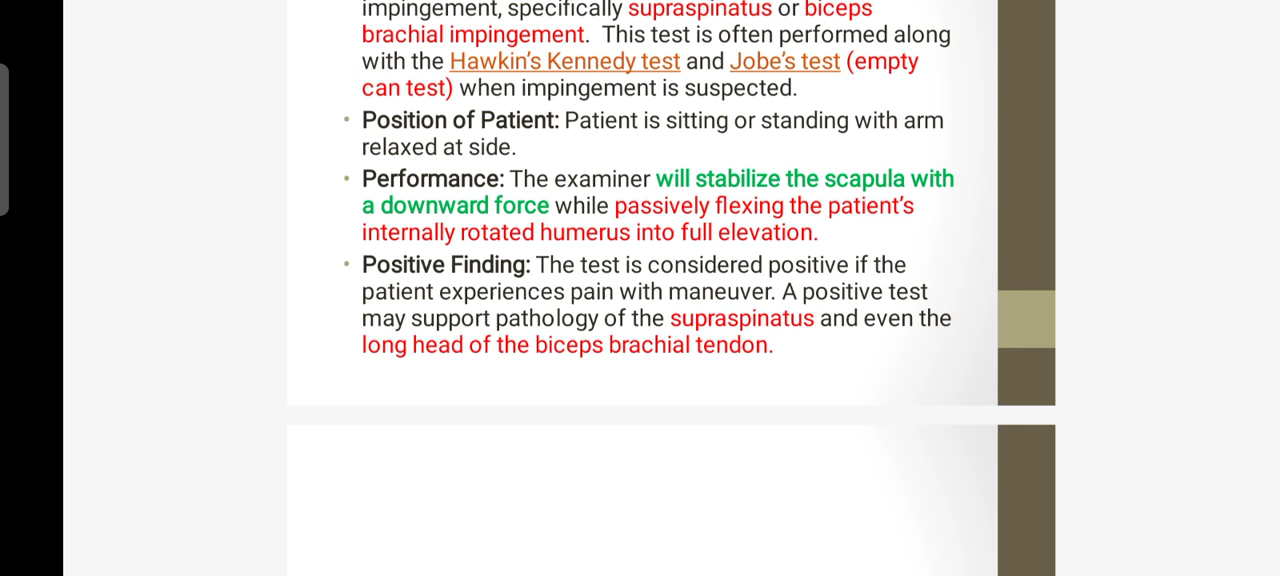 impingement, specifically supraspinatus or biceps
brachial impingement.  This test is often performed along
with the Hawkin's Kennedy test and Jobe's test (empty
can test) when impingement is suspected.
• Position of Patient: Patient is sitting or standing with arm
relaxed at side.
• Performance: The examiner will stabilize the scapula with
a downward force while passively flexing the patient's
internally rotated humerus into full elevation.
• Positive Finding: The test is considered positive if the
patient experiences pain with maneuver. A positive test
may support pathology of the supraspinatus and even the
long head of the biceps brachial tendon.